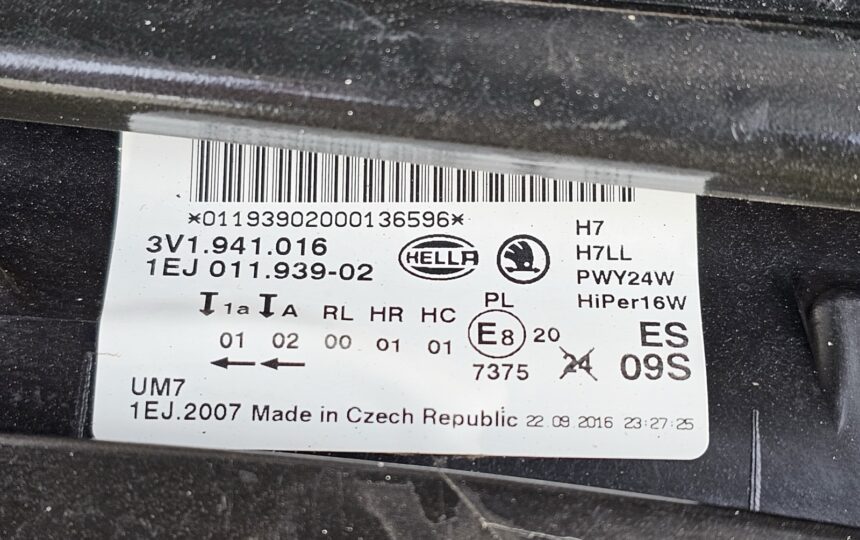 *01193902000136596*
3V1.941.016
1EJ 011.939-02
HELLA
H7
H7LL
PWY24W
HiPer16W
1a A RL HR HC PL
01 02 00 01 01 E8 20
7375 24
ES
09S
UM7
1EJ.2007 Made in Czech Republic 22.09.2016 23:27:25